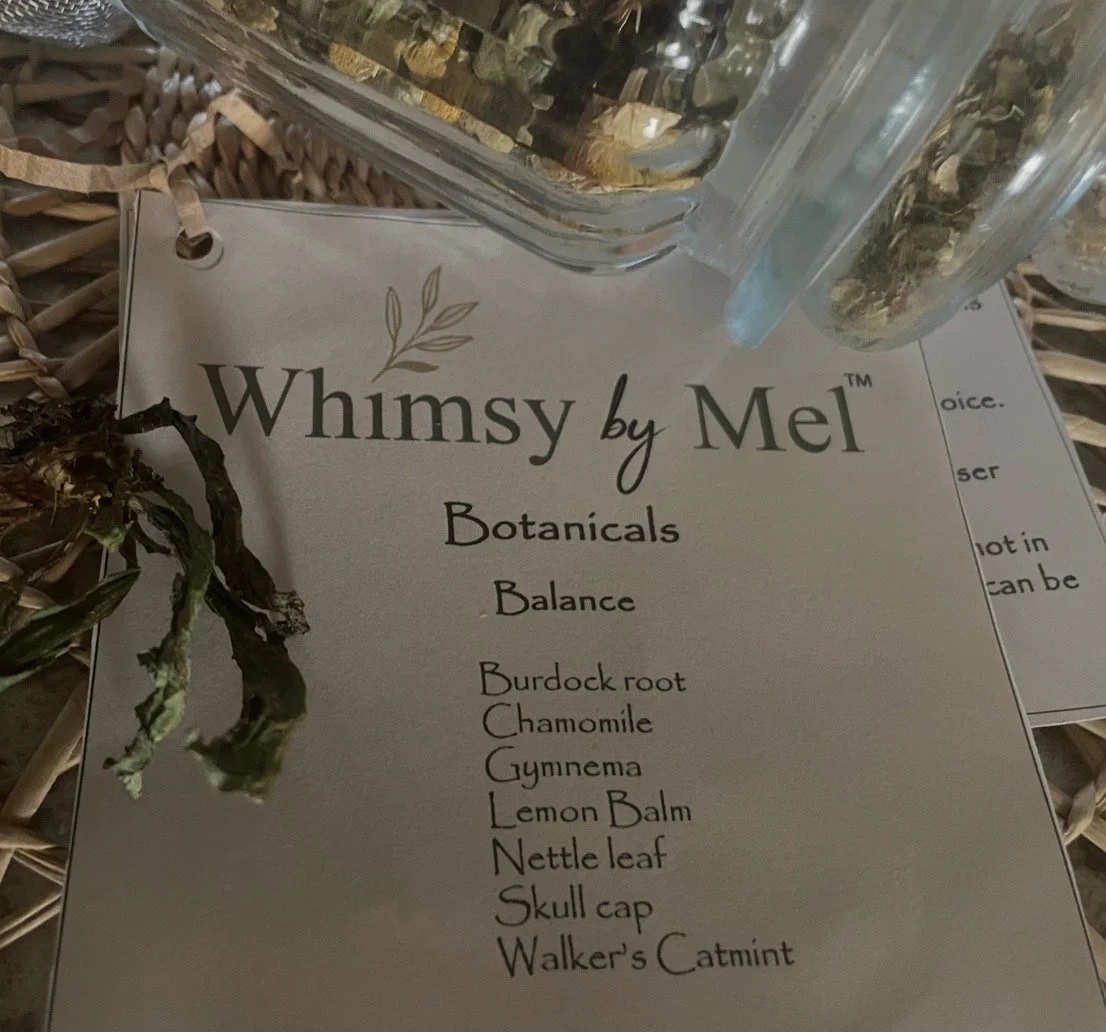 Whimsy by Mel™
Botanicals
Balance
Burdock root
Chamomile
Gymnema
Lemon Balm
Nettle leaf
Skull cap
Walker's Catmint
oice.
ser
not in
can be